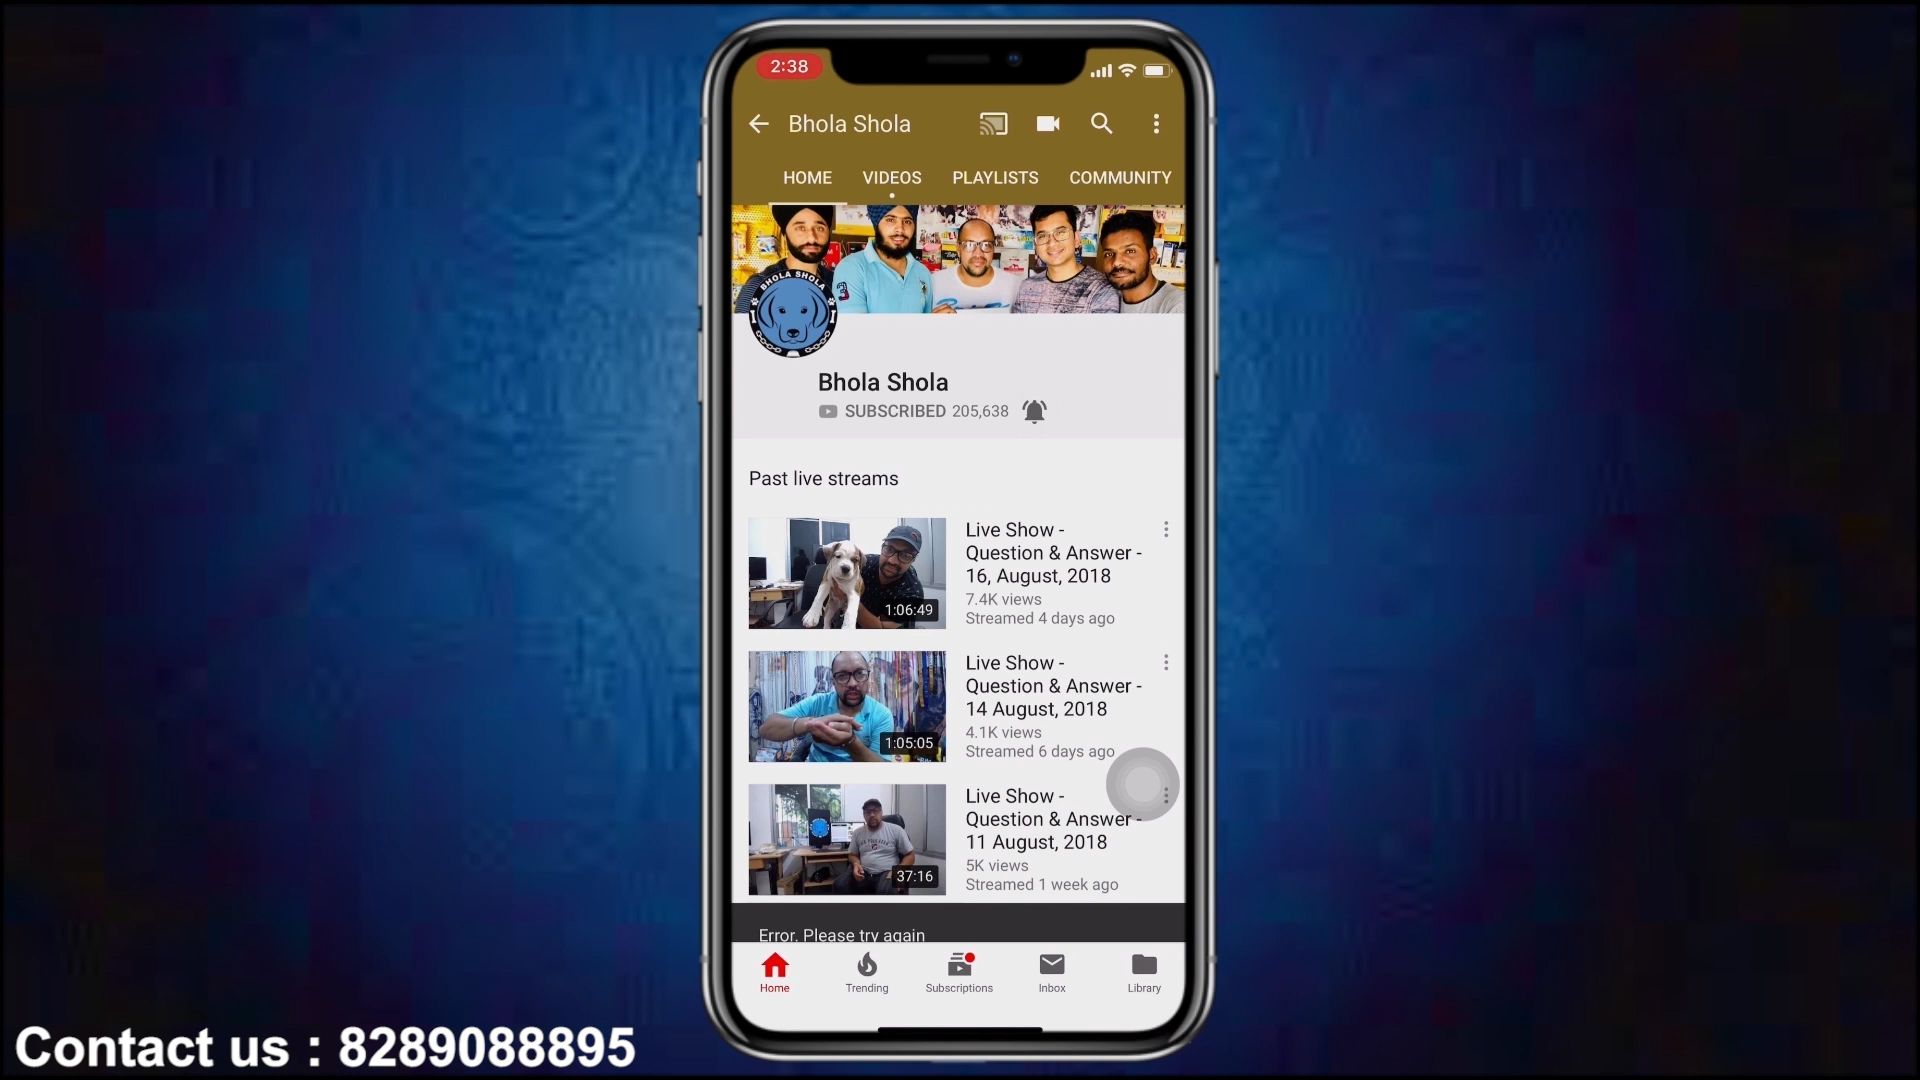 2:38
Bhola Shola
HOME VIDEOS PLAYLISTS COMMUNITY
BHOLA SHOLA
Bhola Shola
SUBSCRIBED 205,638
Past live streams
Live Show -
Question & Answer -
16, August, 2018
7.4K views
Streamed 4 days ago
1:06:49
Live Show -
Question & Answer -
14 August, 2018
4.1K views
Streamed 6 days ago
1:05:05
Live Show -
Question & Answer -
11 August, 2018
5K views
Streamed 1 week ago
37:16
Error. Please try again
Home Trending Subscriptions Inbox Library
Contact us : 8289088895